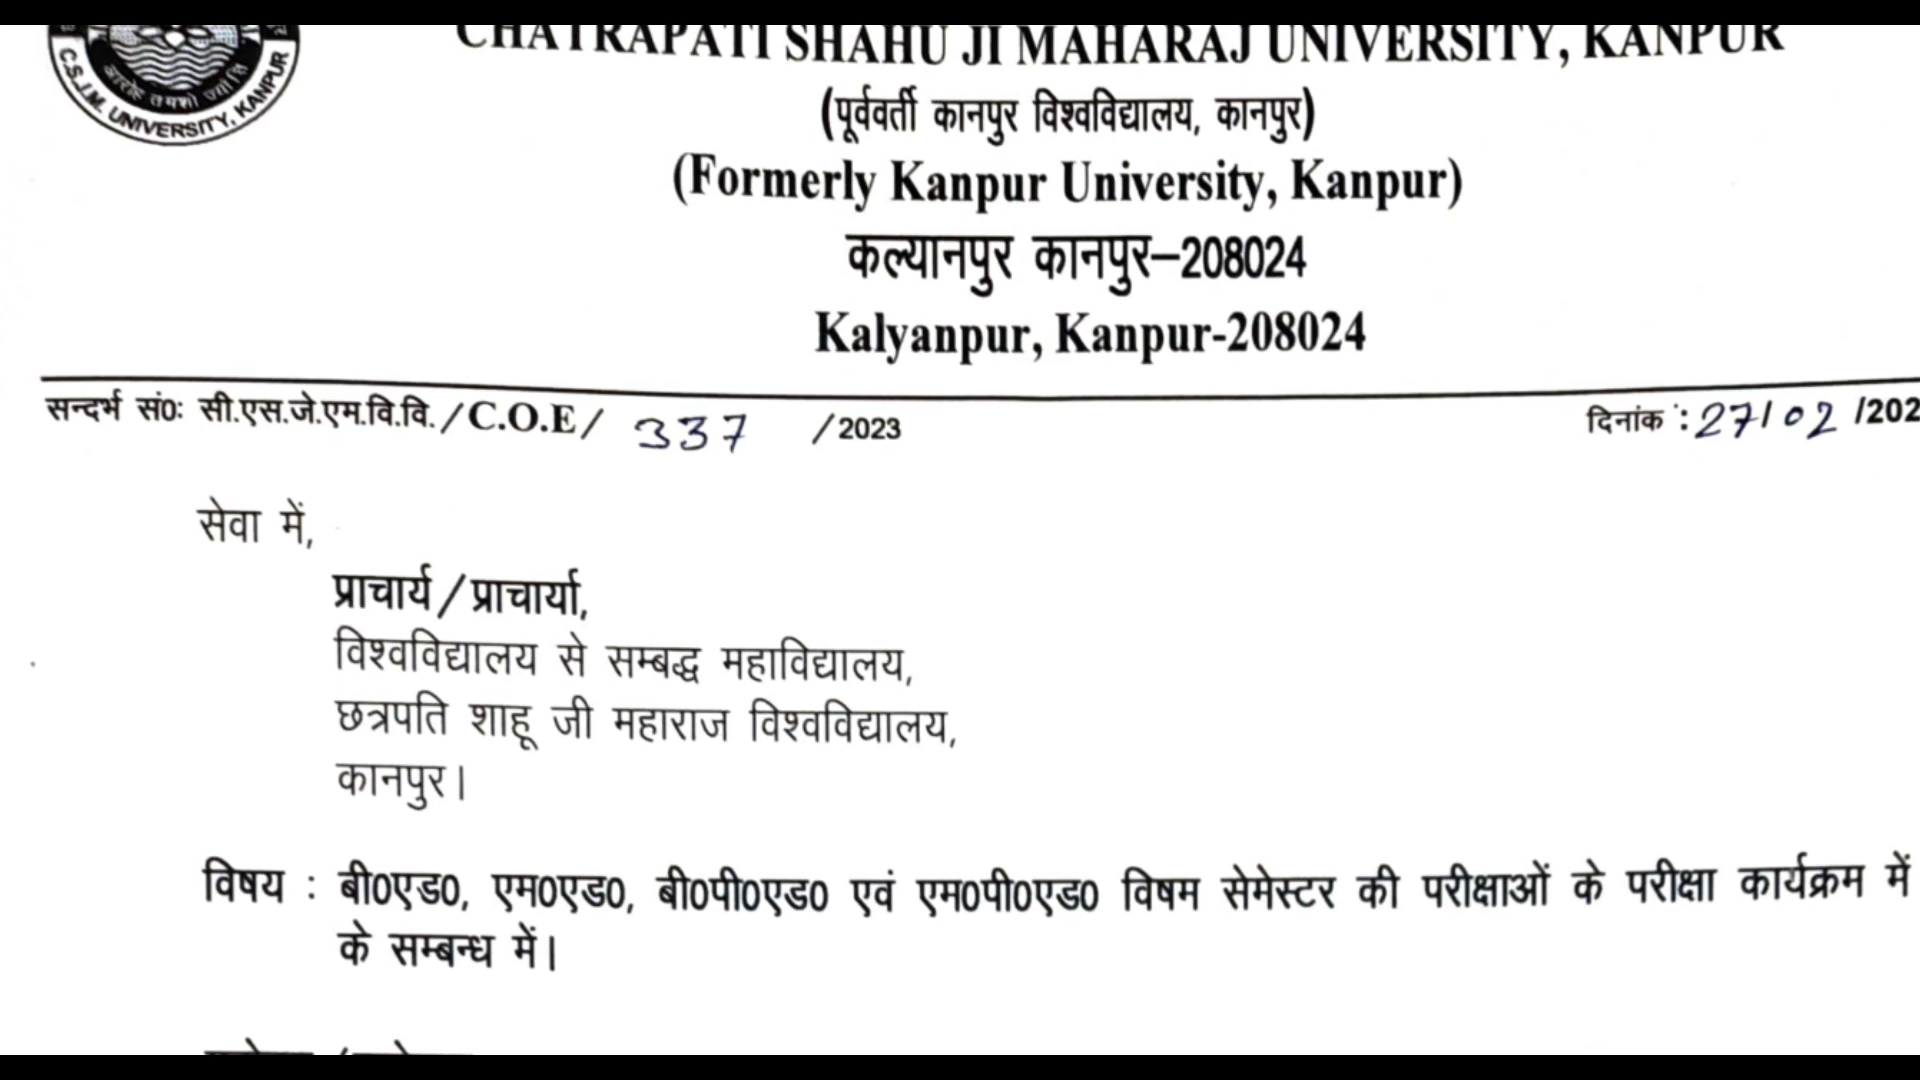 CHATRAPATI SHAHU JI MAHARAJ UNIVERSITY, KANPUR
C.S.J.M. UNIVERSITY, KANPUR
(पूर्ववर्ती कानपुर विश्वविद्यालय, कानपुर)
(Formerly Kanpur University, Kanpur)
कल्यानपुर कानपुर–208024
Kalyanpur, Kanpur-208024
सन्दर्भ सं0: सी.एस.जे.एम.वि.वि./C.O.E/ 337 /2023 दिनांक : 27/02 /202
सेवा में,
प्राचार्य/प्राचार्या,
विश्वविद्यालय से सम्बद्ध महाविद्यालय,
छत्रपति शाहू जी महाराज विश्वविद्यालय,
कानपुर।
विषय : बी0एड0, एम0एड0, बी0पी0एड0 एवं एम0पी0एड0 विषम सेमेस्टर की परीक्षाओं के परीक्षा कार्यक्रम में
के सम्बन्ध में।